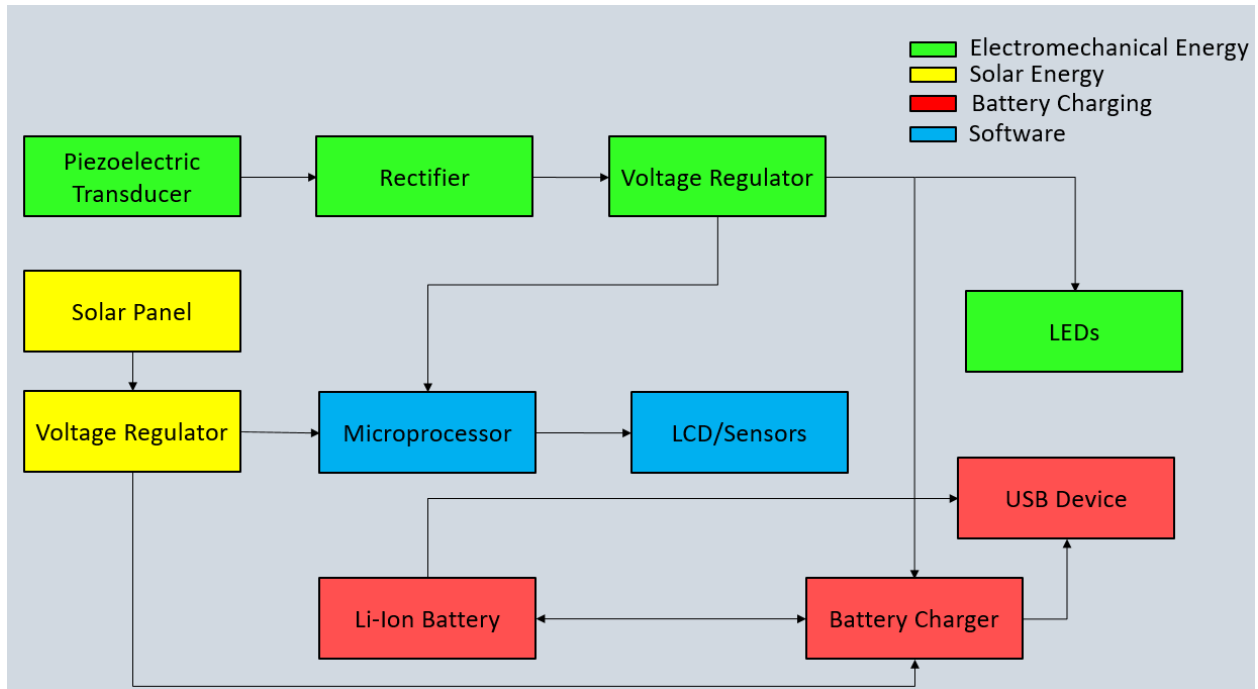 Electromechanical Energy
Solar Energy
Battery Charging
Software
Piezoelectric
Transducer
Rectifier
Voltage Regulator
Solar Panel
LEDs
Voltage Regulator
Microprocessor
LCD/Sensors
USB Device
Li-Ion Battery
Battery Charger